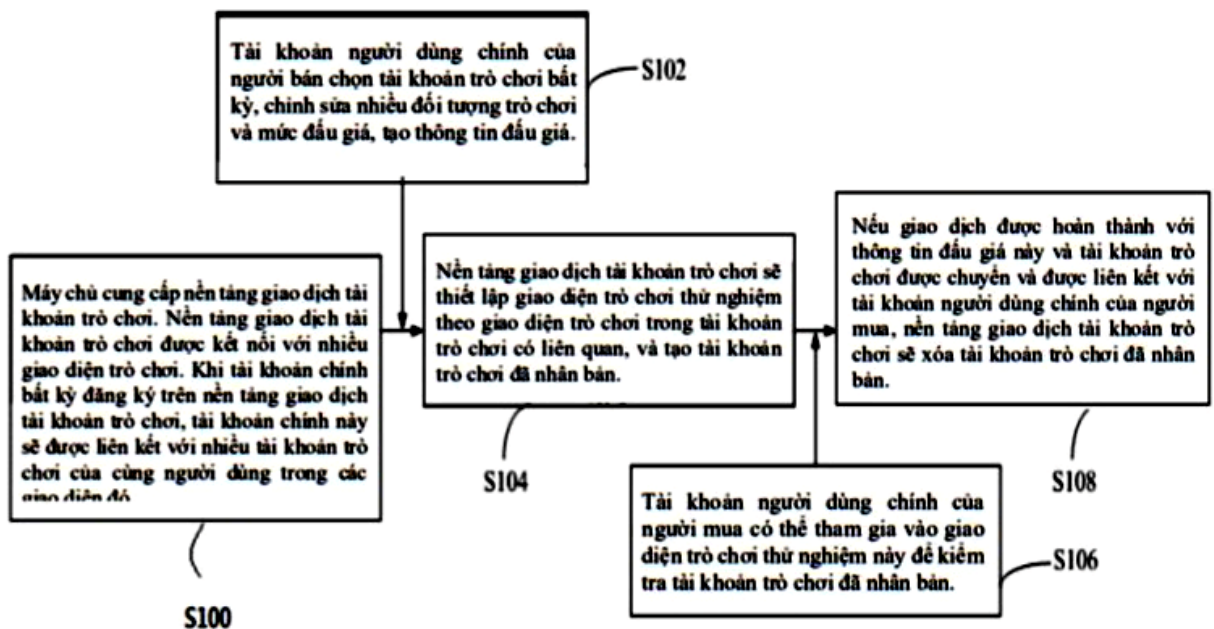 Tài khoản người dùng chính của
người bán chọn tài khoản trò chơi bất
kỳ, chỉnh sửa nhiều đối tượng trò chơi
và mức đấu giá, tạo thông tin đấu giá.
S102
Máy chủ cung cấp nền tảng giao dịch tài
khoản trò chơi. Nền tảng giao dịch tài
khoản trò chơi được kết nối với nhiều
giao diện trò chơi. Khi tài khoản chính
bất kỳ đăng ký trên nền tảng giao dịch
tài khoản trò chơi, tài khoản chính này
sẽ được liên kết với nhiều tài khoản trò
chơi của cùng người dùng trong các
giao diện đó
S100
Nền tảng giao dịch tài khoản trò chơi sẽ
thiết lập giao diện trò chơi thử nghiệm
theo giao diện trò chơi trong tài khoản
trò chơi có liên quan, và tạo tài khoản
trò chơi đã nhân bản.
S104
Tài khoản người dùng chính của
người mua có thể tham gia vào giao
diện trò chơi thử nghiệm này để kiểm
tra tài khoản trò chơi đã nhân bản.
S106
Nếu giao dịch được hoàn thành với
thông tin đấu giá này và tài khoản trò
chơi được chuyển và được liên kết với
tài khoản người dùng chính của người
mua, nền tảng giao dịch tài khoản trò
chơi sẽ xóa tài khoản trò chơi đã nhân
bản.
S108